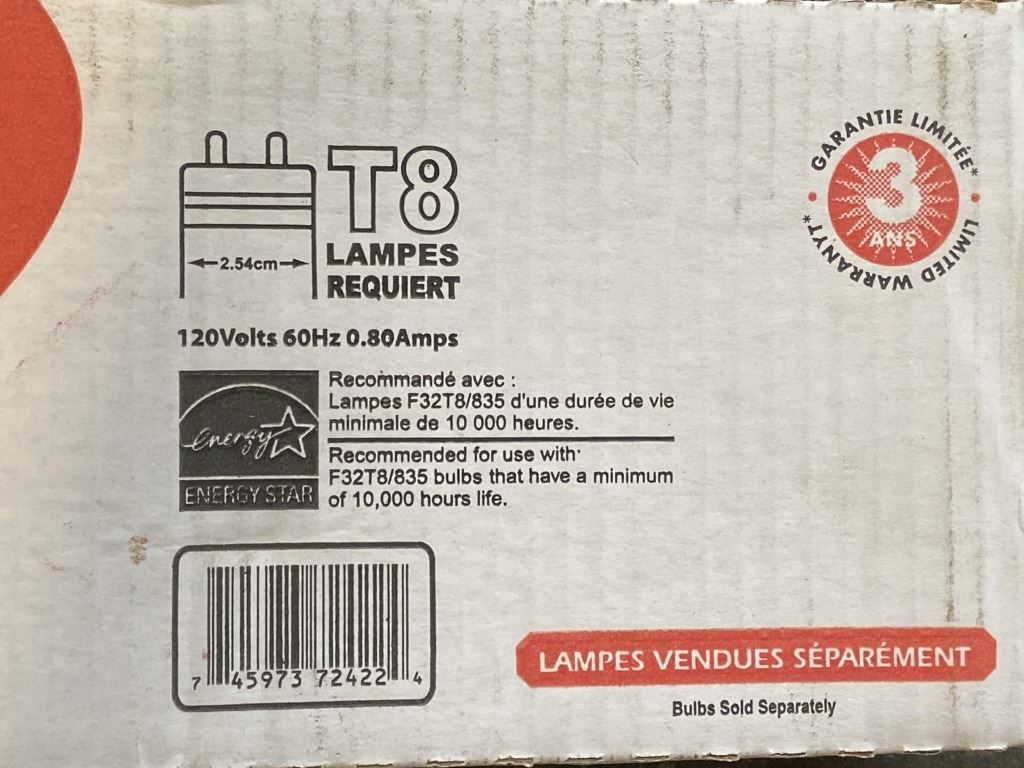 T8
LAMPES
REQUIERT
2.54cm
120Volts 60Hz 0.80Amps
GARANTIE LIMITÉE*
3
ANS
LIMITED WARRANYT*
energy
ENERGY STAR
Recommandé avec :
Lampes F32T8/835 d'une durée de vie
minimale de 10 000 heures.
Recommended for use with
F32T8/835 bulbs that have a minimum
of 10,000 hours life.
7 45973 72422 4
LAMPES VENDUES SÉPARÉMENT
Bulbs Sold Separately